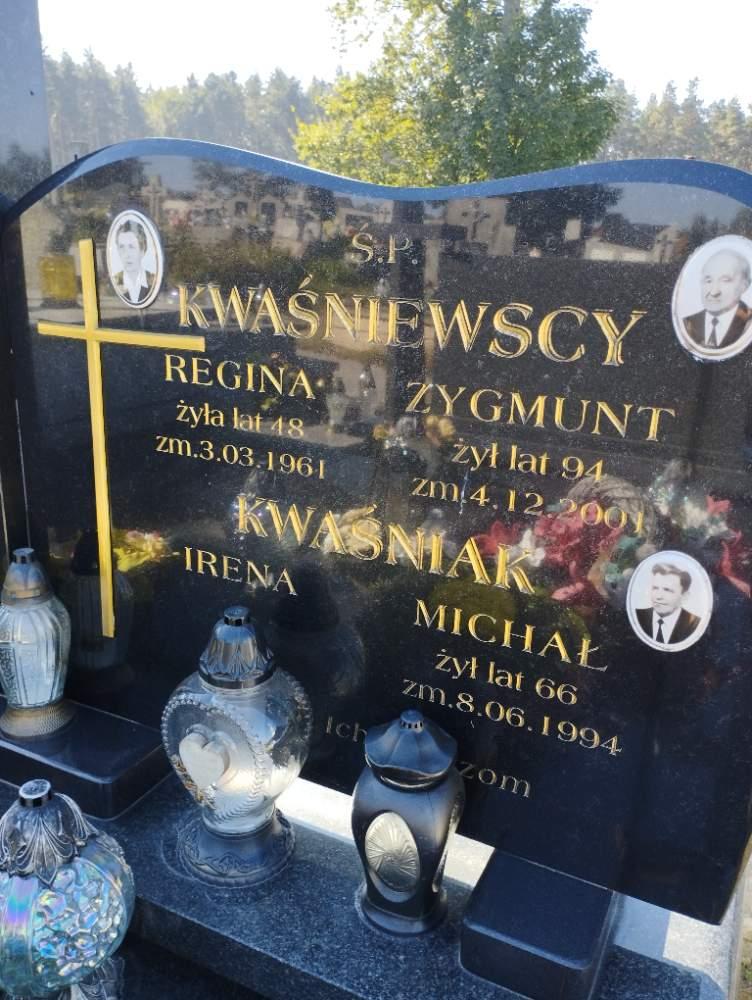 Ś.P.
KWAŚNIEWSCY
REGINA
żyła lat 48
zm.3.03.1961
ZYGMUNT
żył lat 94
zm.4.12.2001
KWAŚNIAK
IRENA
MICHAŁ
żył lat 66
zm.8.06.1994
Ich